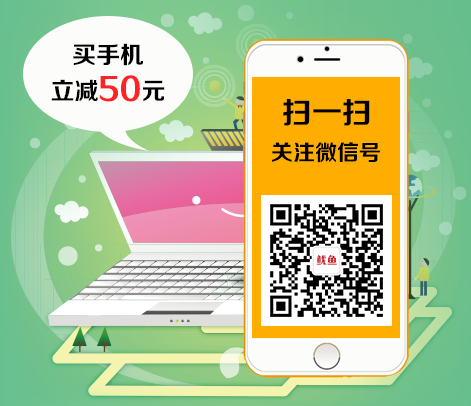 买手机
立减50元
扫一扫
关注微信号
鱿鱼